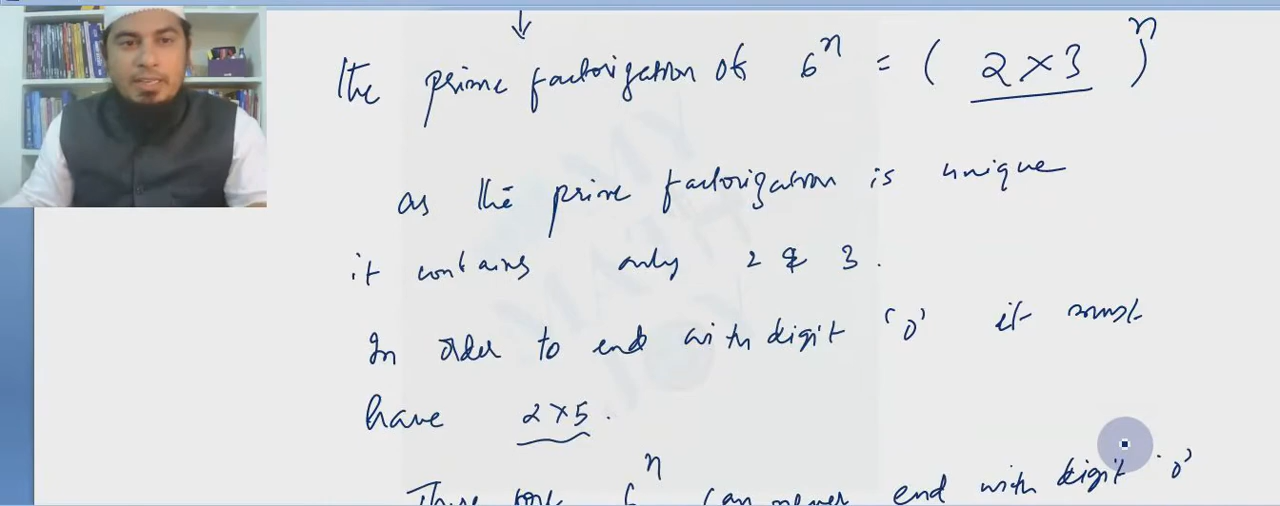 the prime factorization of 6ⁿ = ( 2 × 3 )ⁿ
as the prime factorization is unique
it contains only 2 & 3 .
In order to end with digit '0' it must
have 2 × 5 .
6ⁿ can never end with digit '0'